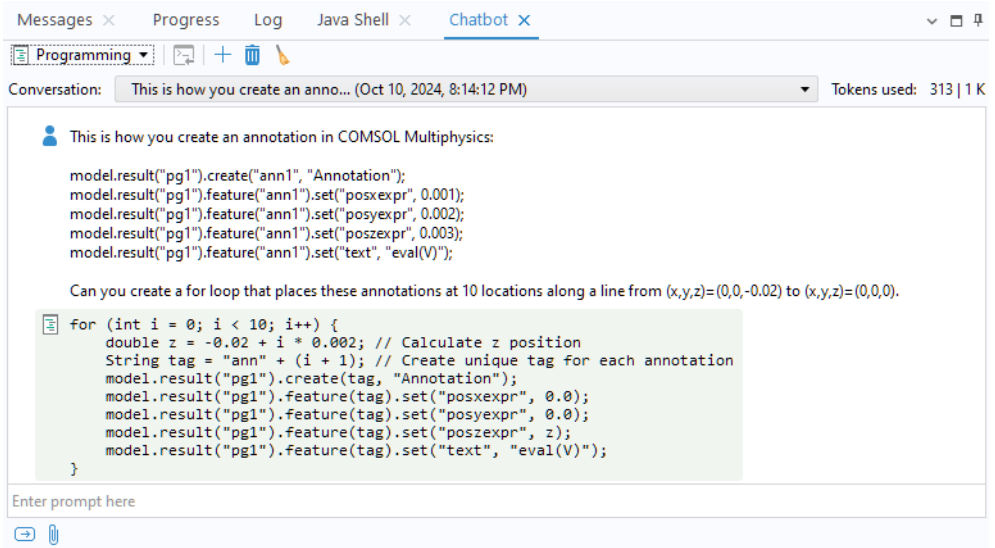 Messages Progress Log Java Shell Chatbot
Programming
Conversation: This is how you create an anno... (Oct 10, 2024, 8:14:12 PM) Tokens used: 313 | 1 K
This is how you create an annotation in COMSOL Multiphysics:
model.result("pg1").create("ann1", "Annotation");
model.result("pg1").feature("ann1").set("posxexpr", 0.001);
model.result("pg1").feature("ann1").set("posyexpr", 0.002);
model.result("pg1").feature("ann1").set("poszexpr", 0.003);
model.result("pg1").feature("ann1").set("text", "eval(V)");
Can you create a for loop that places these annotations at 10 locations along a line from (x,y,z)=(0,0,-0.02) to (x,y,z)=(0,0,0).
for (int i = 0; i < 10; i++) {
    double z = -0.02 + i * 0.002; // Calculate z position
    String tag = "ann" + (i + 1); // Create unique tag for each annotation
    model.result("pg1").create(tag, "Annotation");
    model.result("pg1").feature(tag).set("posxexpr", 0.0);
    model.result("pg1").feature(tag).set("posyexpr", 0.0);
    model.result("pg1").feature(tag).set("poszexpr", z);
    model.result("pg1").feature(tag).set("text", "eval(V)");
}
Enter prompt here